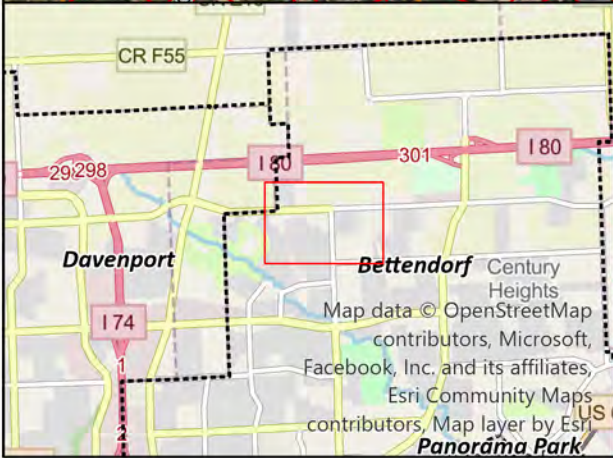 CR F55
I 80
301
I 80
298
Davenport
Bettendorf
Century
Heights
I 74
Map data © OpenStreetMap
contributors, Microsoft,
Facebook, Inc. and its affiliates,
Esri Community Maps
contributors, Map layer by Esri
1
2
US
Panorama Park